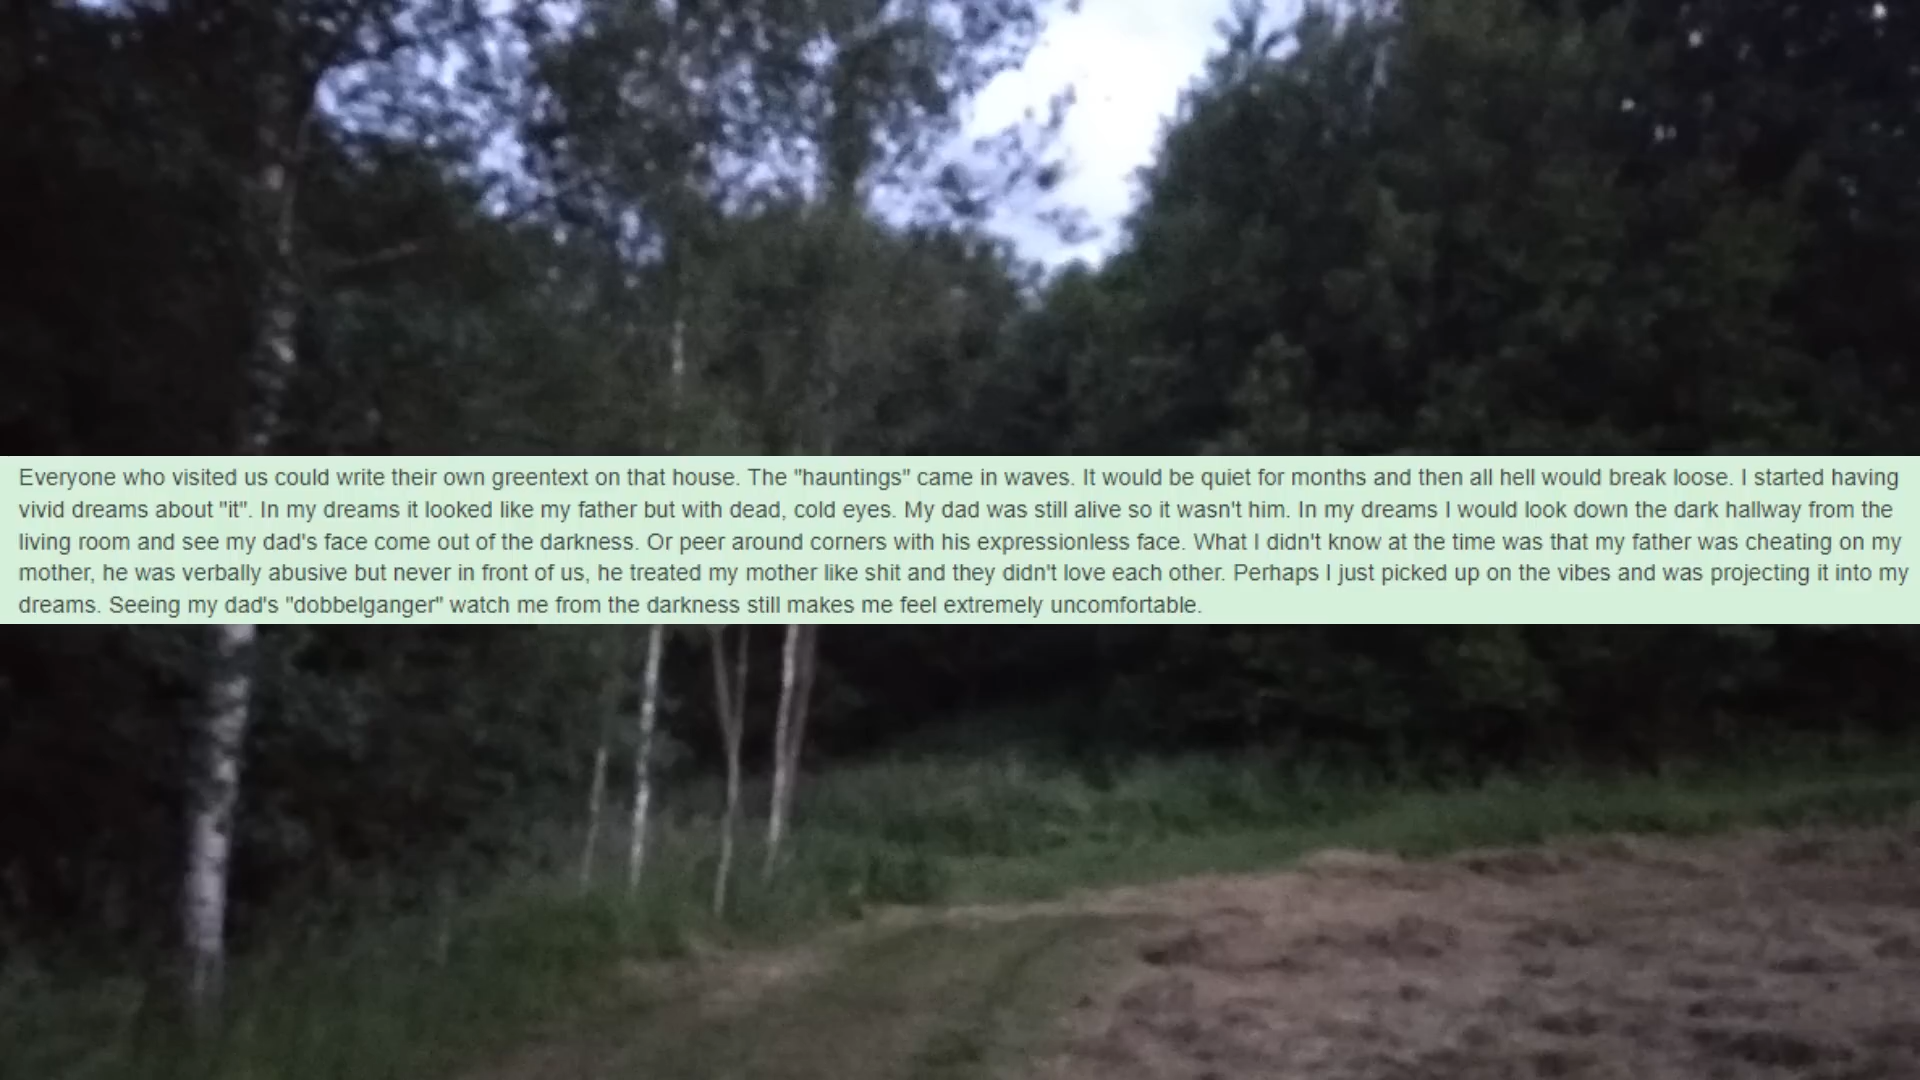 Everyone who visited us could write their own greentext on that house. The "hauntings" came in waves. It would be quiet for months and then all hell would break loose. I started having
vivid dreams about "it". In my dreams it looked like my father but with dead, cold eyes. My dad was still alive so it wasn't him. In my dreams I would look down the dark hallway from the
living room and see my dad's face come out of the darkness. Or peer around corners with his expressionless face. What I didn't know at the time was that my father was cheating on my
mother, he was verbally abusive but never in front of us, he treated my mother like shit and they didn't love each other. Perhaps I just picked up on the vibes and was projecting it into my
dreams. Seeing my dad's "dobbelganger" watch me from the darkness still makes me feel extremely uncomfortable.